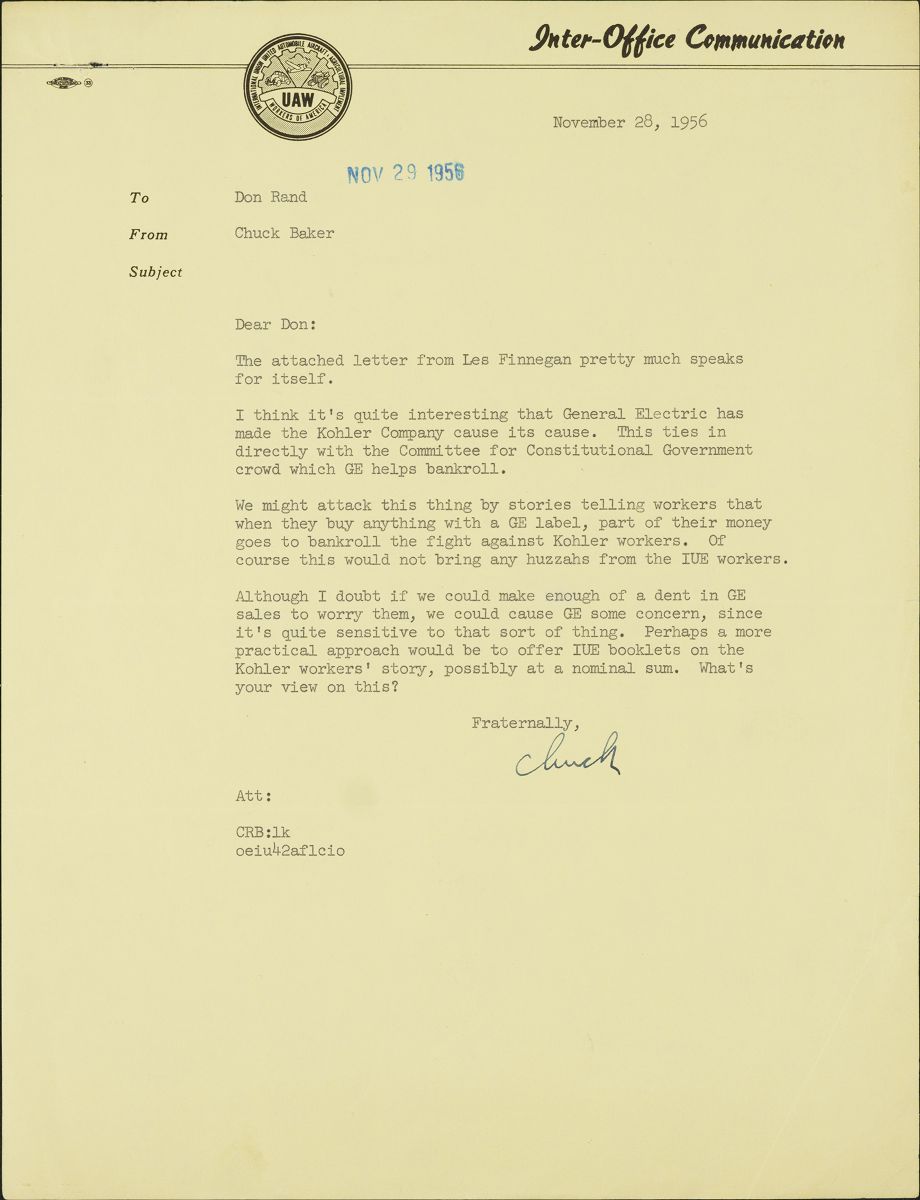 Inter-Office Communication
INTERNATIONAL UNION UNITED AUTOMOBILE AIRCRAFT AGRICULTURAL IMPLEMENT
UAW
WORKERS OF AMERICA
33
November 28, 1956
NOV 29 1956
To Don Rand
From Chuck Baker
Subject
Dear Don:
The attached letter from Les Finnegan pretty much speaks
for itself.
I think it's quite interesting that General Electric has
made the Kohler Company cause its cause. This ties in
directly with the Committee for Constitutional Government
crowd which GE helps bankroll.
We might attack this thing by stories telling workers that
when they buy anything with a GE label, part of their money
goes to bankroll the fight against Kohler workers. Of
course this would not bring any huzzahs from the IUE workers.
Although I doubt if we could make enough of a dent in GE
sales to worry them, we could cause GE some concern, since
it's quite sensitive to that sort of thing. Perhaps a more
practical approach would be to offer IUE booklets on the
Kohler workers' story, possibly at a nominal sum. What's
your view on this?
Fraternally,
Chuck
Att:
CRB:lk
oeiu42aflcio